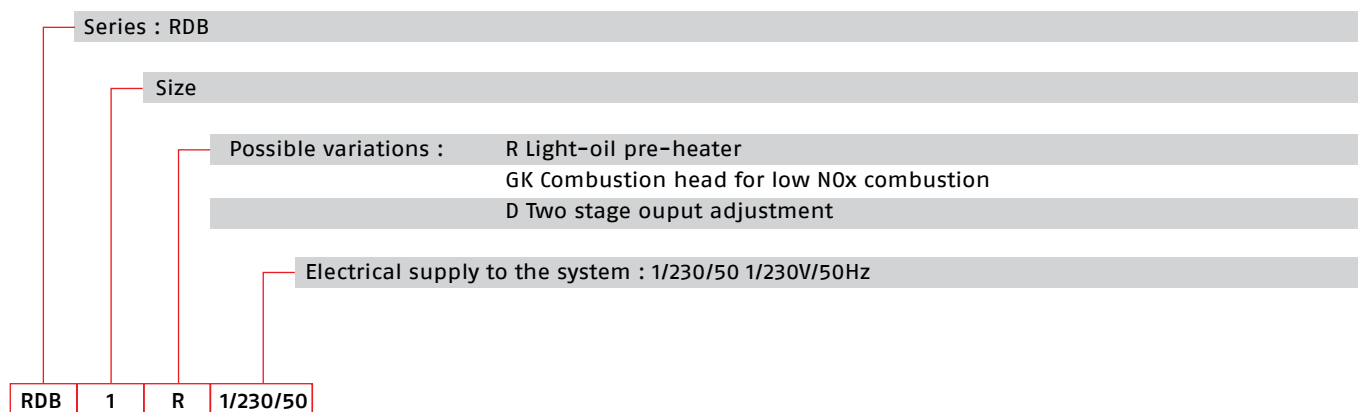 Series : RDB
Size
Possible variations : R Light-oil pre-heater
GK Combustion head for low N0x combustion
D Two stage ouput adjustment
Electrical supply to the system : 1/230/50 1/230V/50Hz
RDB 1 R 1/230/50